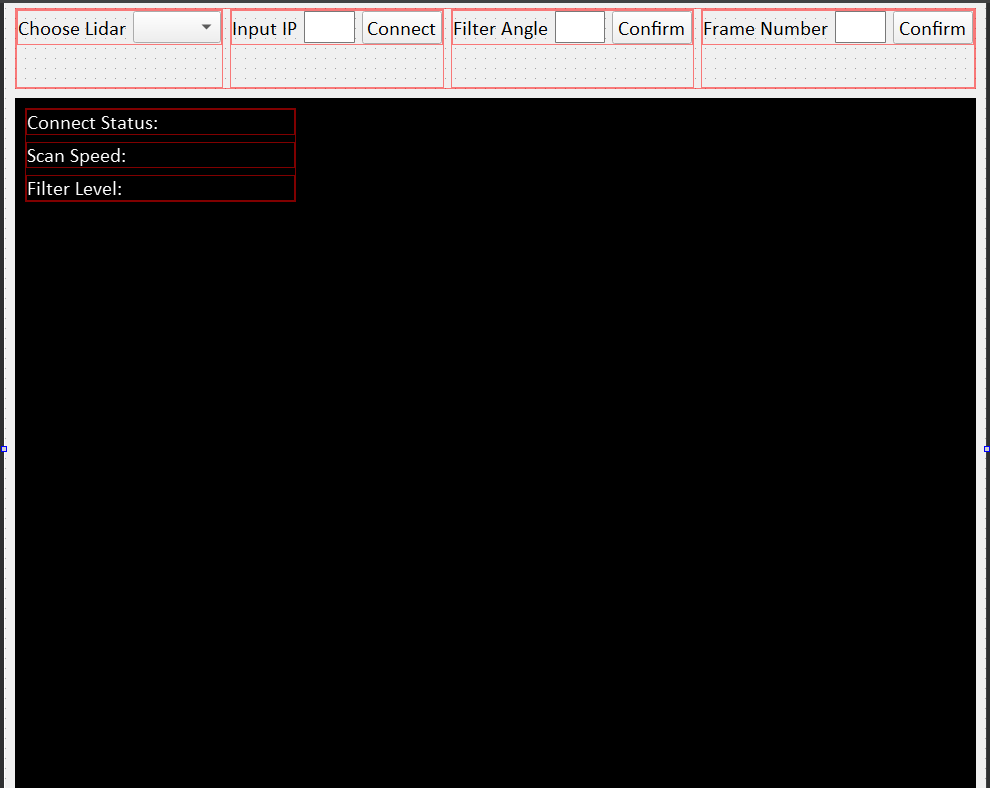 Choose Lidar Input IP Connect Filter Angle Confirm Frame Number Confirm
Connect Status:
Scan Speed:
Filter Level: